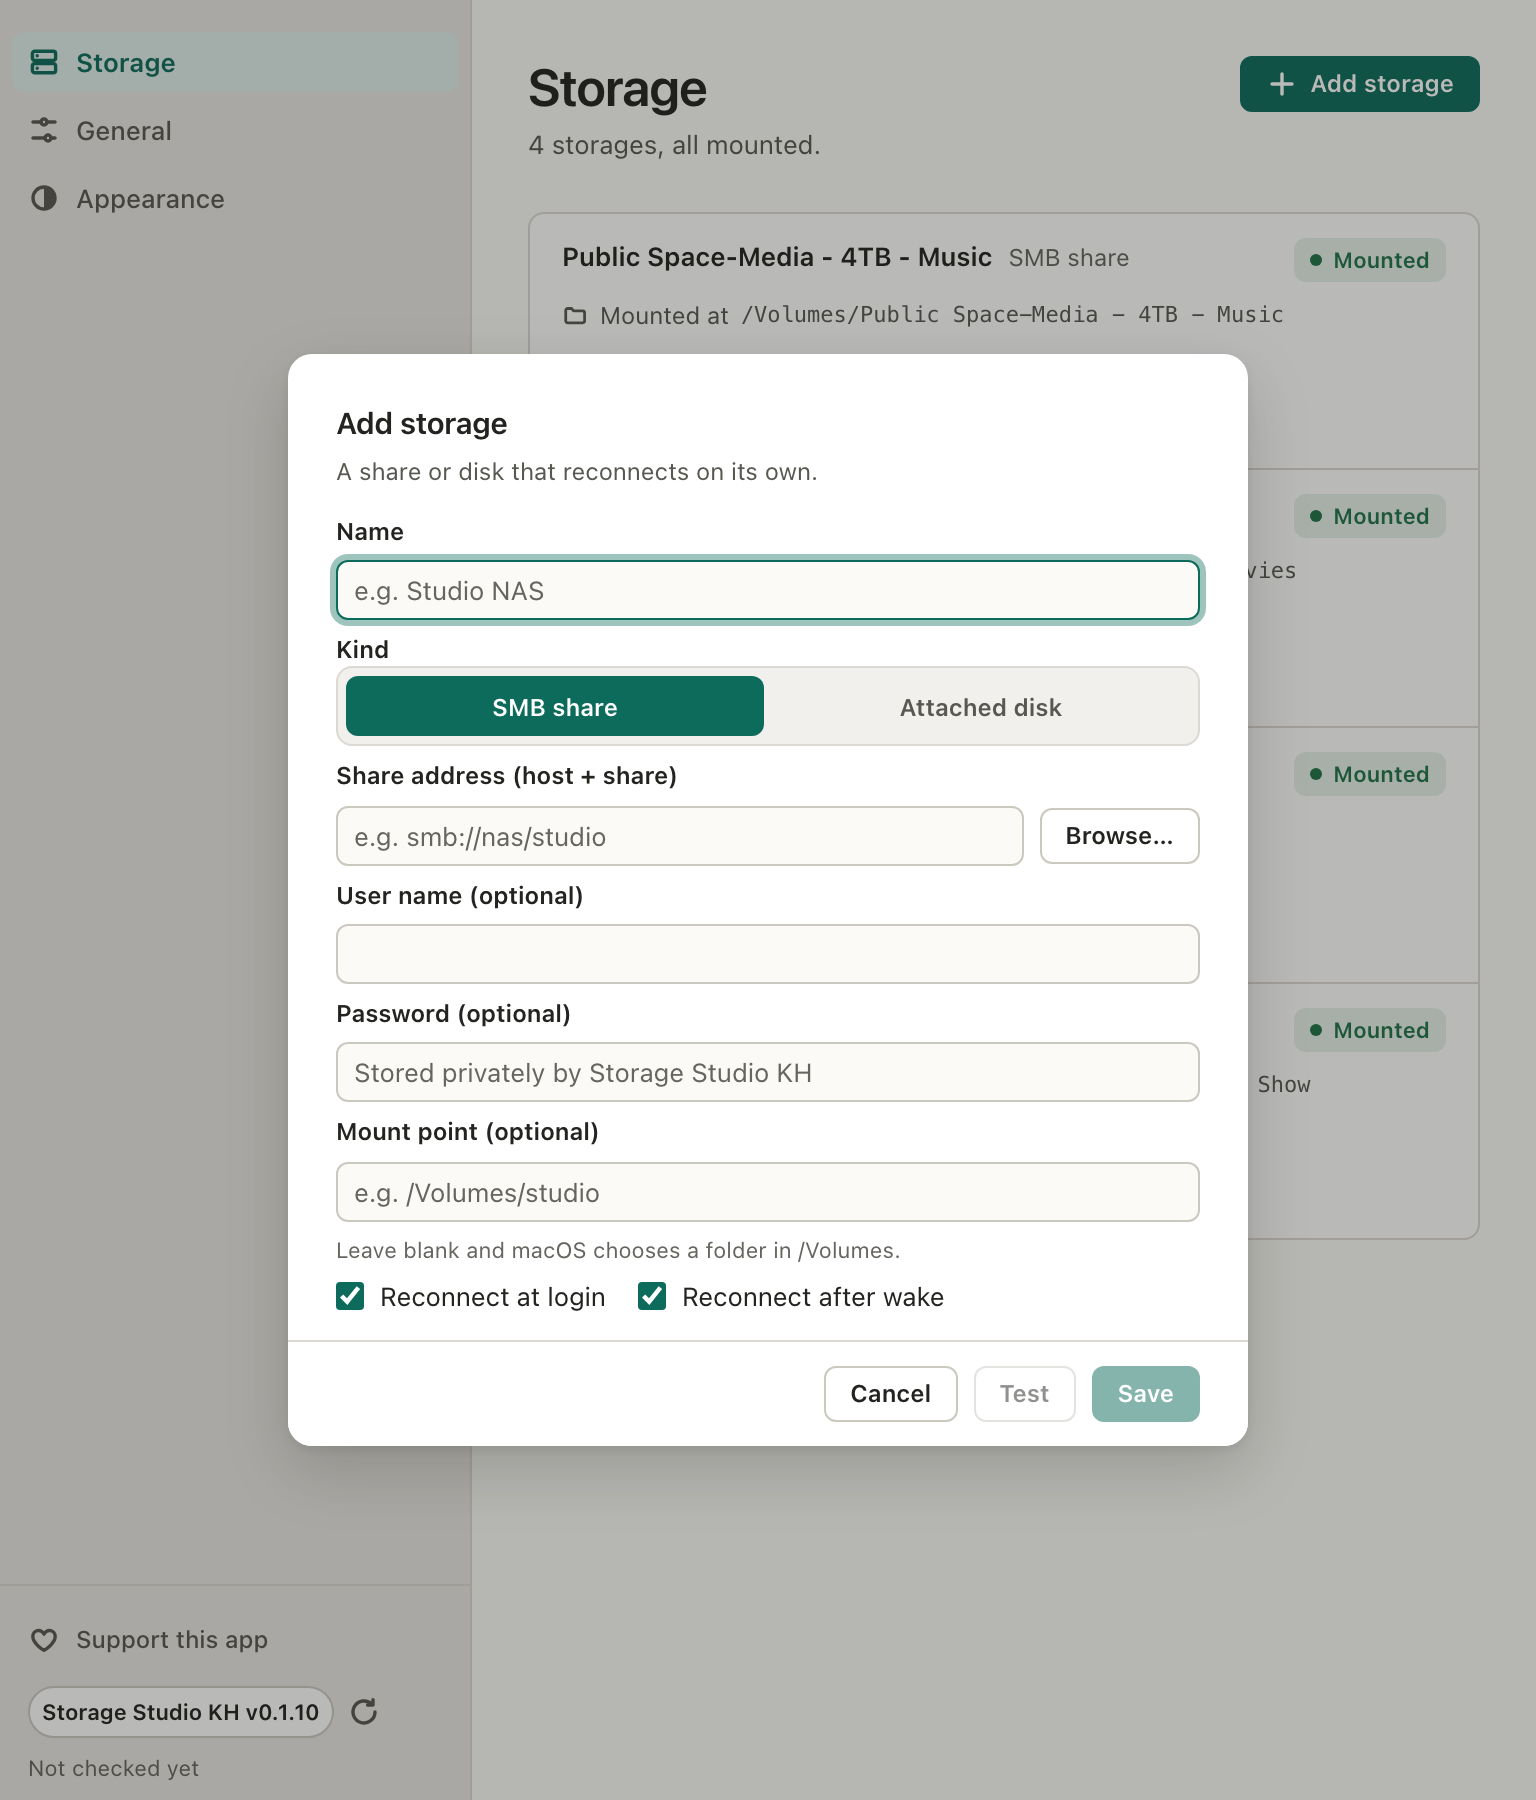 Storage
General
Appearance
Storage
+ Add storage
4 storages, all mounted.
Public Space-Media - 4TB - Music SMB share
Mounted
Mounted at /Volumes/Public Space-Media - 4TB - Music
Mounted
vies
Mounted
Mounted
Show
Add storage
A share or disk that reconnects on its own.
Name
e.g. Studio NAS
Kind
SMB share
Attached disk
Share address (host + share)
e.g. smb://nas/studio
Browse...
User name (optional)
Password (optional)
Stored privately by Storage Studio KH
Mount point (optional)
e.g. /Volumes/studio
Leave blank and macOS chooses a folder in /Volumes.
Reconnect at login
Reconnect after wake
Cancel
Test
Save
Support this app
Storage Studio KH v0.1.10
Not checked yet